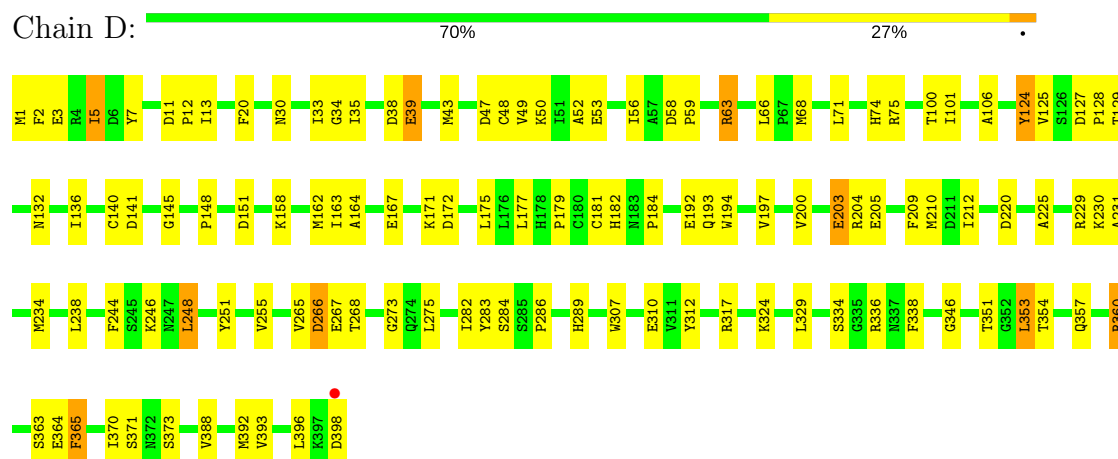 Chain D:
70% 27% •
M1 F2 E3 R4 I5 D6 Y7 D11 P12 I13 F20 N30 I33 G34 I35 D38 E39 M43 D47 C48 V49 K50 I51 A52 E53 I56 A57 D58 P59 R63 L66 P67 M68 L71 H74 R75 T100 I101 A106 Y124 V125 S126 D127 P128 T129
N132 I136 C140 D141 G145 P148 D151 K158 M162 I163 A164 E167 K171 D172 L175 L176 L177 H178 P179 C180 C181 H182 N183 P184 E192 Q193 W194 V197 V200 E203 R204 E205 F209 M210 D211 I212 D220 A225 R229 K230 A231
M234 L238 F244 S245 K246 N247 L248 Y251 V255 V265 D266 E267 T268 G273 Q274 L275 I282 Y283 S284 S285 P286 H289 W307 E310 V311 Y312 R317 K324 L329 S334 G335 R336 N337 F338 G346 T351 G352 L353 T354 Q357 R360
S363 E364 F365 I370 S371 N372 S373 V388 M392 V393 L396 K397 D398